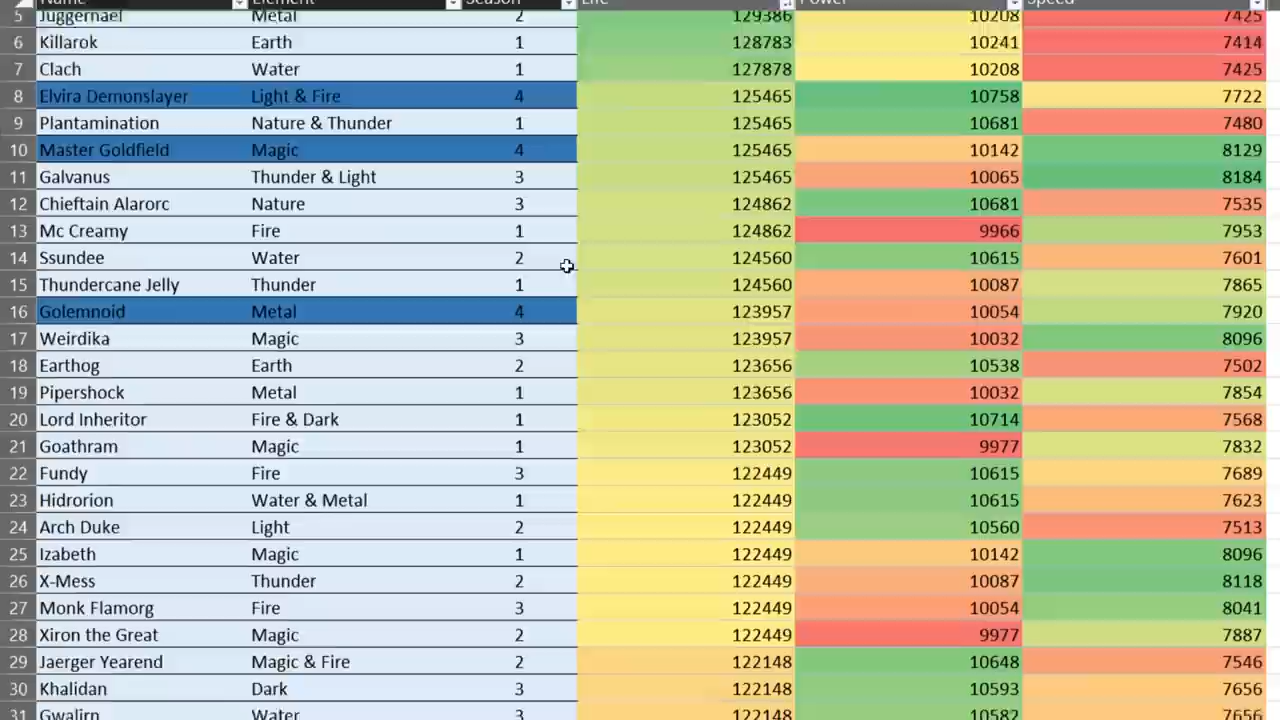 Name Element Season Life Power Speed
5 Juggernael Metal 2 129386 10208 7425
6 Killarok Earth 1 128783 10241 7414
7 Clach Water 1 127878 10208 7425
8 Elvira Demonslayer Light & Fire 4 125465 10758 7722
9 Plantamination Nature & Thunder 1 125465 10681 7480
10 Master Goldfield Magic 4 125465 10142 8129
11 Galvanus Thunder & Light 3 125465 10065 8184
12 Chieftain Alarorc Nature 3 124862 10681 7535
13 Mc Creamy Fire 1 124862 9966 7953
14 Ssundee Water 2 124560 10615 7601
15 Thundercane Jelly Thunder 1 124560 10087 7865
16 Golemnoid Metal 4 123957 10054 7920
17 Weirdika Magic 3 123957 10032 8096
18 Earthog Earth 2 123656 10538 7502
19 Pipershock Metal 1 123656 10032 7854
20 Lord Inheritor Fire & Dark 1 123052 10714 7568
21 Goathram Magic 1 123052 9977 7832
22 Fundy Fire 3 122449 10615 7689
23 Hidrorion Water & Metal 1 122449 10615 7623
24 Arch Duke Light 2 122449 10560 7513
25 Izabeth Magic 1 122449 10142 8096
26 X-Mess Thunder 2 122449 10087 8118
27 Monk Flamorg Fire 3 122449 10054 8041
28 Xiron the Great Magic 2 122449 9977 7887
29 Jaerger Yearend Magic & Fire 2 122148 10648 7546
30 Khalidan Dark 3 122148 10593 7656
31 Gwalirn Water 3 122148 10582 7656